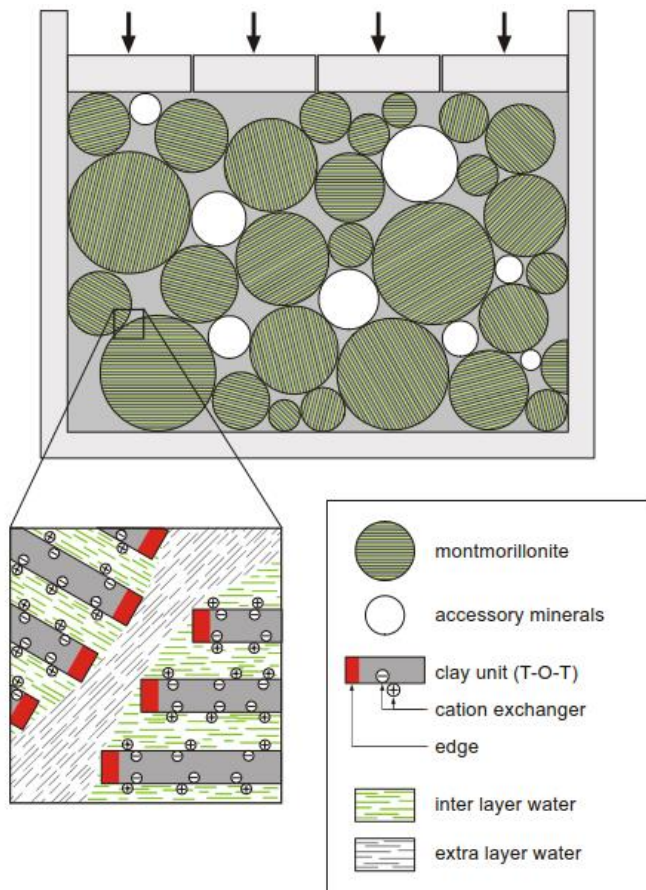 montmorillonite
accessory minerals
clay unit (T-O-T)
cation exchanger
edge
inter layer water
extra layer water